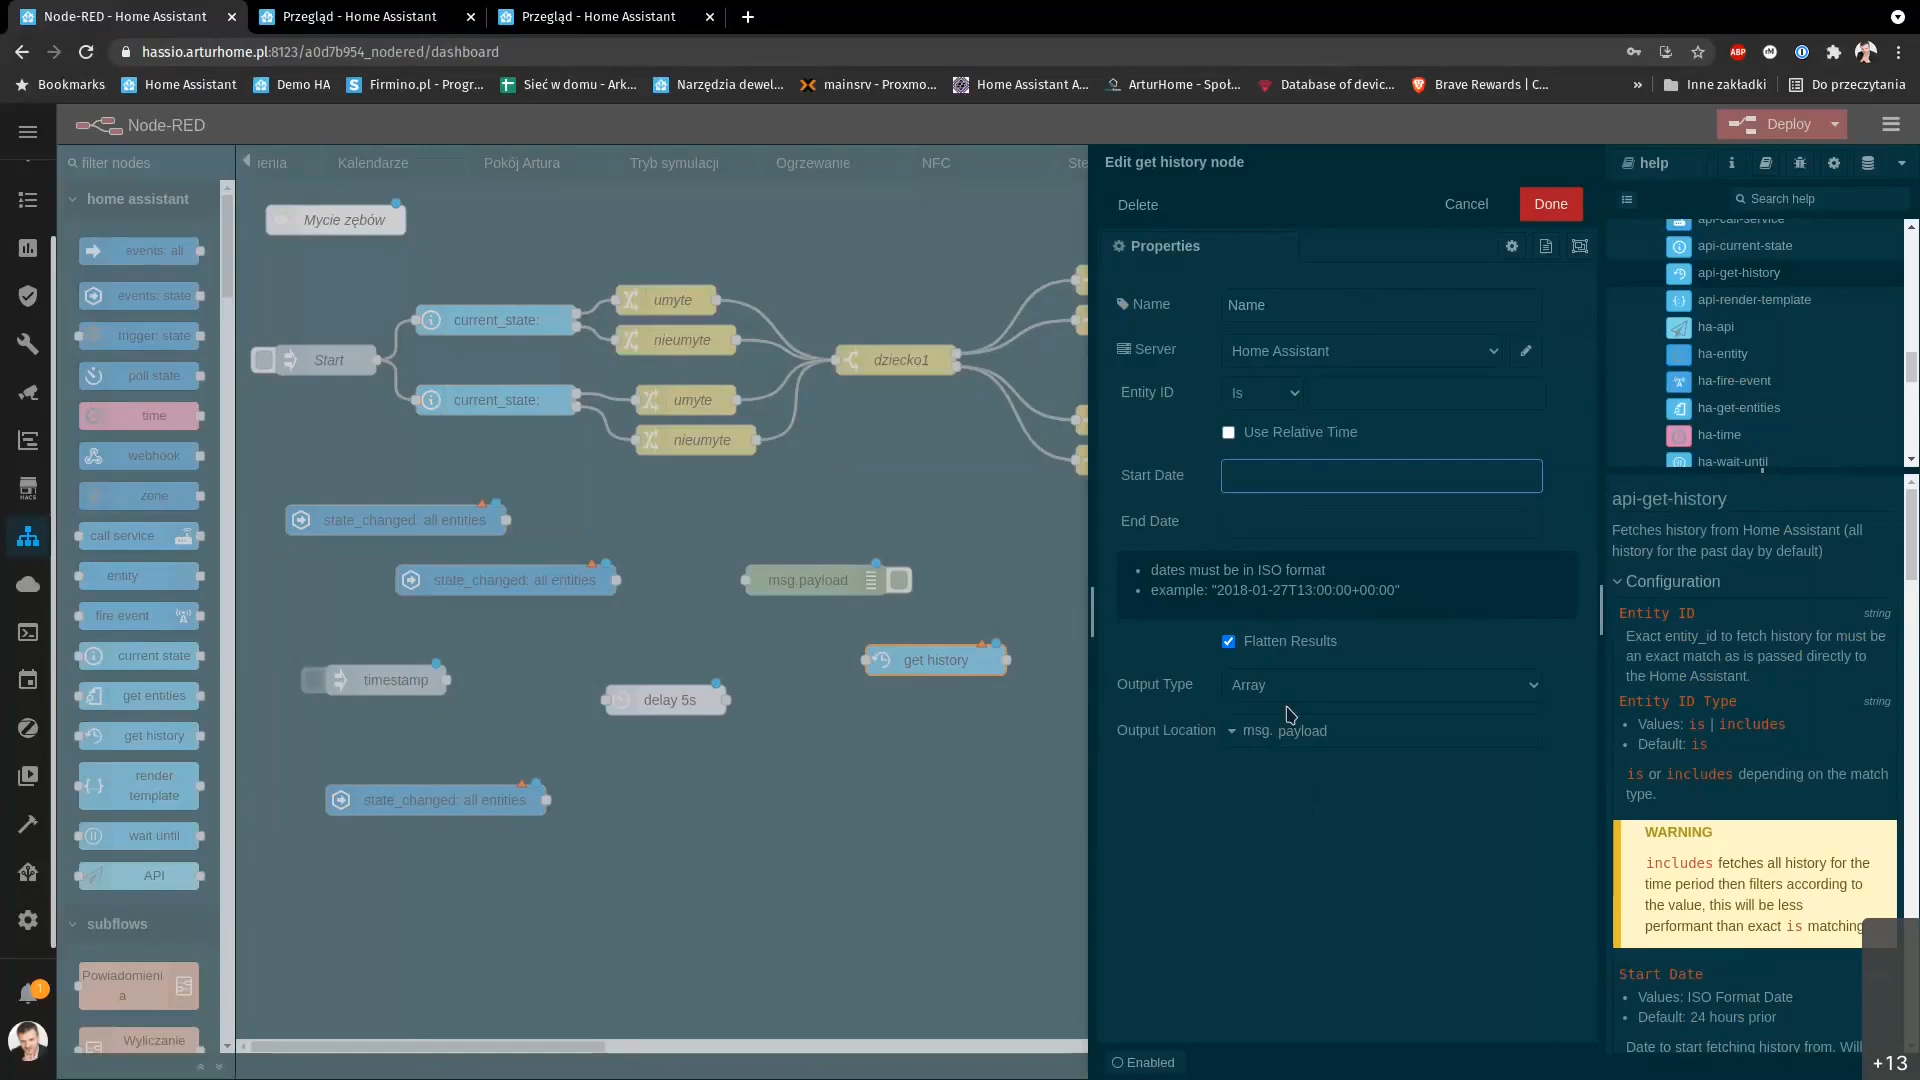 Node-RED - Home Assistant
Przegląd - Home Assistant
Przegląd - Home Assistant
hassio.arturhome.pl:8123/a0d7b954_nodered/dashboard
ABP
Bookmarks
Home Assistant
Demo HA
Firmino.pl - Progr...
Sieć w domu - Ark...
Narzędzia dewel...
mainsrv - Proxmo...
Home Assistant A...
ArturHome - Społ...
Database of devic...
Brave Rewards | C...
»
Inne zakładki
Do przeczytania
Node-RED
Deploy
filter nodes
ienia
Kalendarze
Pokój Artura
Tryb symulacji
Ogrzewanie
NFC
Ste
home assistant
events: all
events: state
trigger: state
poll state
time
webhook
zone
call service
entity
fire event
current state
get entities
get history
render
template
wait until
API
subflows
Powiadomieni
a
Wyliczanie
HACS
1
Mycie zębów
Start
current_state:
current_state:
umyte
nieumyte
umyte
nieumyte
dziecko1
state_changed: all entities
state_changed: all entities
msg.payload
get history
timestamp
delay 5s
state_changed: all entities
Edit get history node
Delete
Cancel
Done
Properties
Name
Name
Server
Home Assistant
Entity ID
Is
Use Relative Time
Start Date
End Date
• dates must be in ISO format
• example: "2018-01-27T13:00:00+00:00"
Flatten Results
Output Type
Array
Output Location
msg. payload
Enabled
help
Search help
api-call-service
api-current-state
api-get-history
api-render-template
ha-api
ha-entity
ha-fire-event
ha-get-entities
ha-time
ha-wait-until
api-get-history
Fetches history from Home Assistant (all
history for the past day by default)
Configuration
Entity ID string
Exact entity_id to fetch history for must be
an exact match as is passed directly to
the Home Assistant.
Entity ID Type string
• Values: is | includes
• Default: is
is or includes depending on the match
type.
WARNING
includes fetches all history for the
time period then filters according to
the value, this will be less
performant than exact is matching
Start Date
• Values: ISO Format Date
• Default: 24 hours prior
Date to start fetching history from. Will
+13